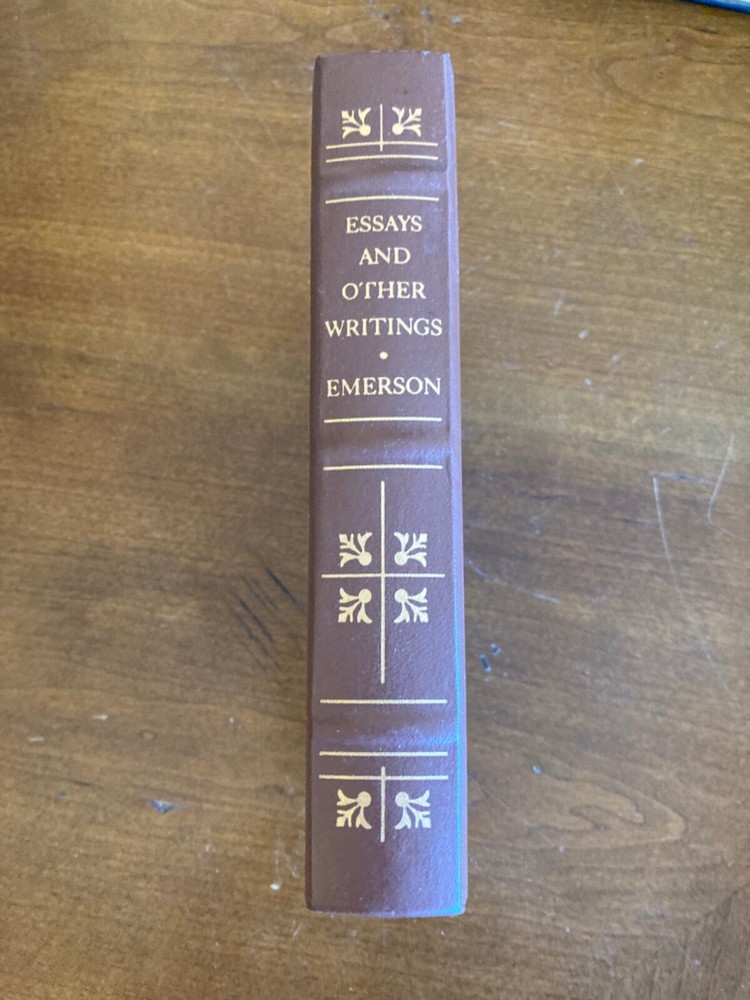 ESSAYS
AND
OTHER
WRITINGS
•
EMERSON